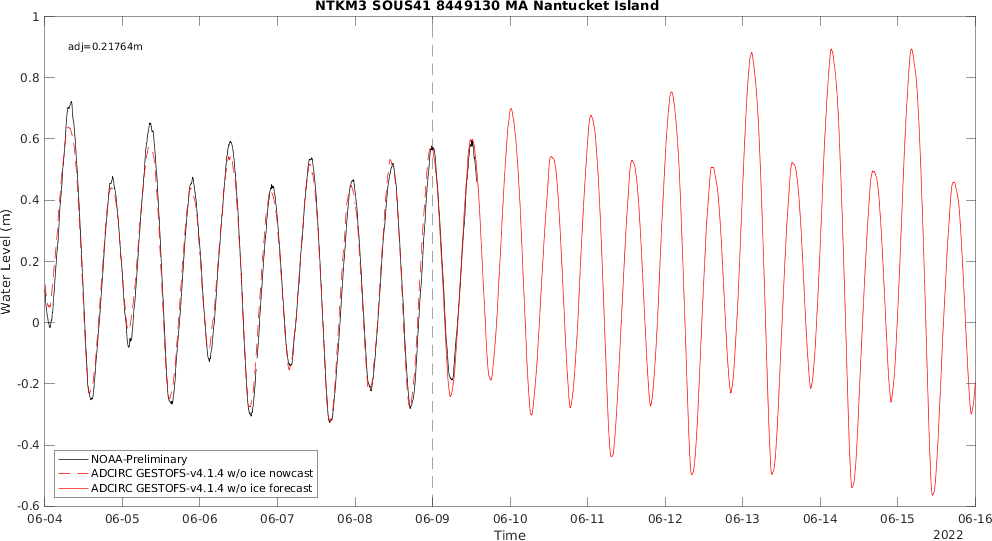 NTKM3 SOUS41 8449130 MA Nantucket Island
adj=0.21764m
1
0.8
0.6
0.4
0.2
0
-0.2
-0.4
-0.6
Water Level (m)
NOAA-Preliminary
ADCIRC GESTOFS-v4.1.4 w/o ice nowcast
ADCIRC GESTOFS-v4.1.4 w/o ice forecast
06-04 06-05 06-06 06-07 06-08 06-09 06-10 06-11 06-12 06-13 06-14 06-15 06-16
Time
2022